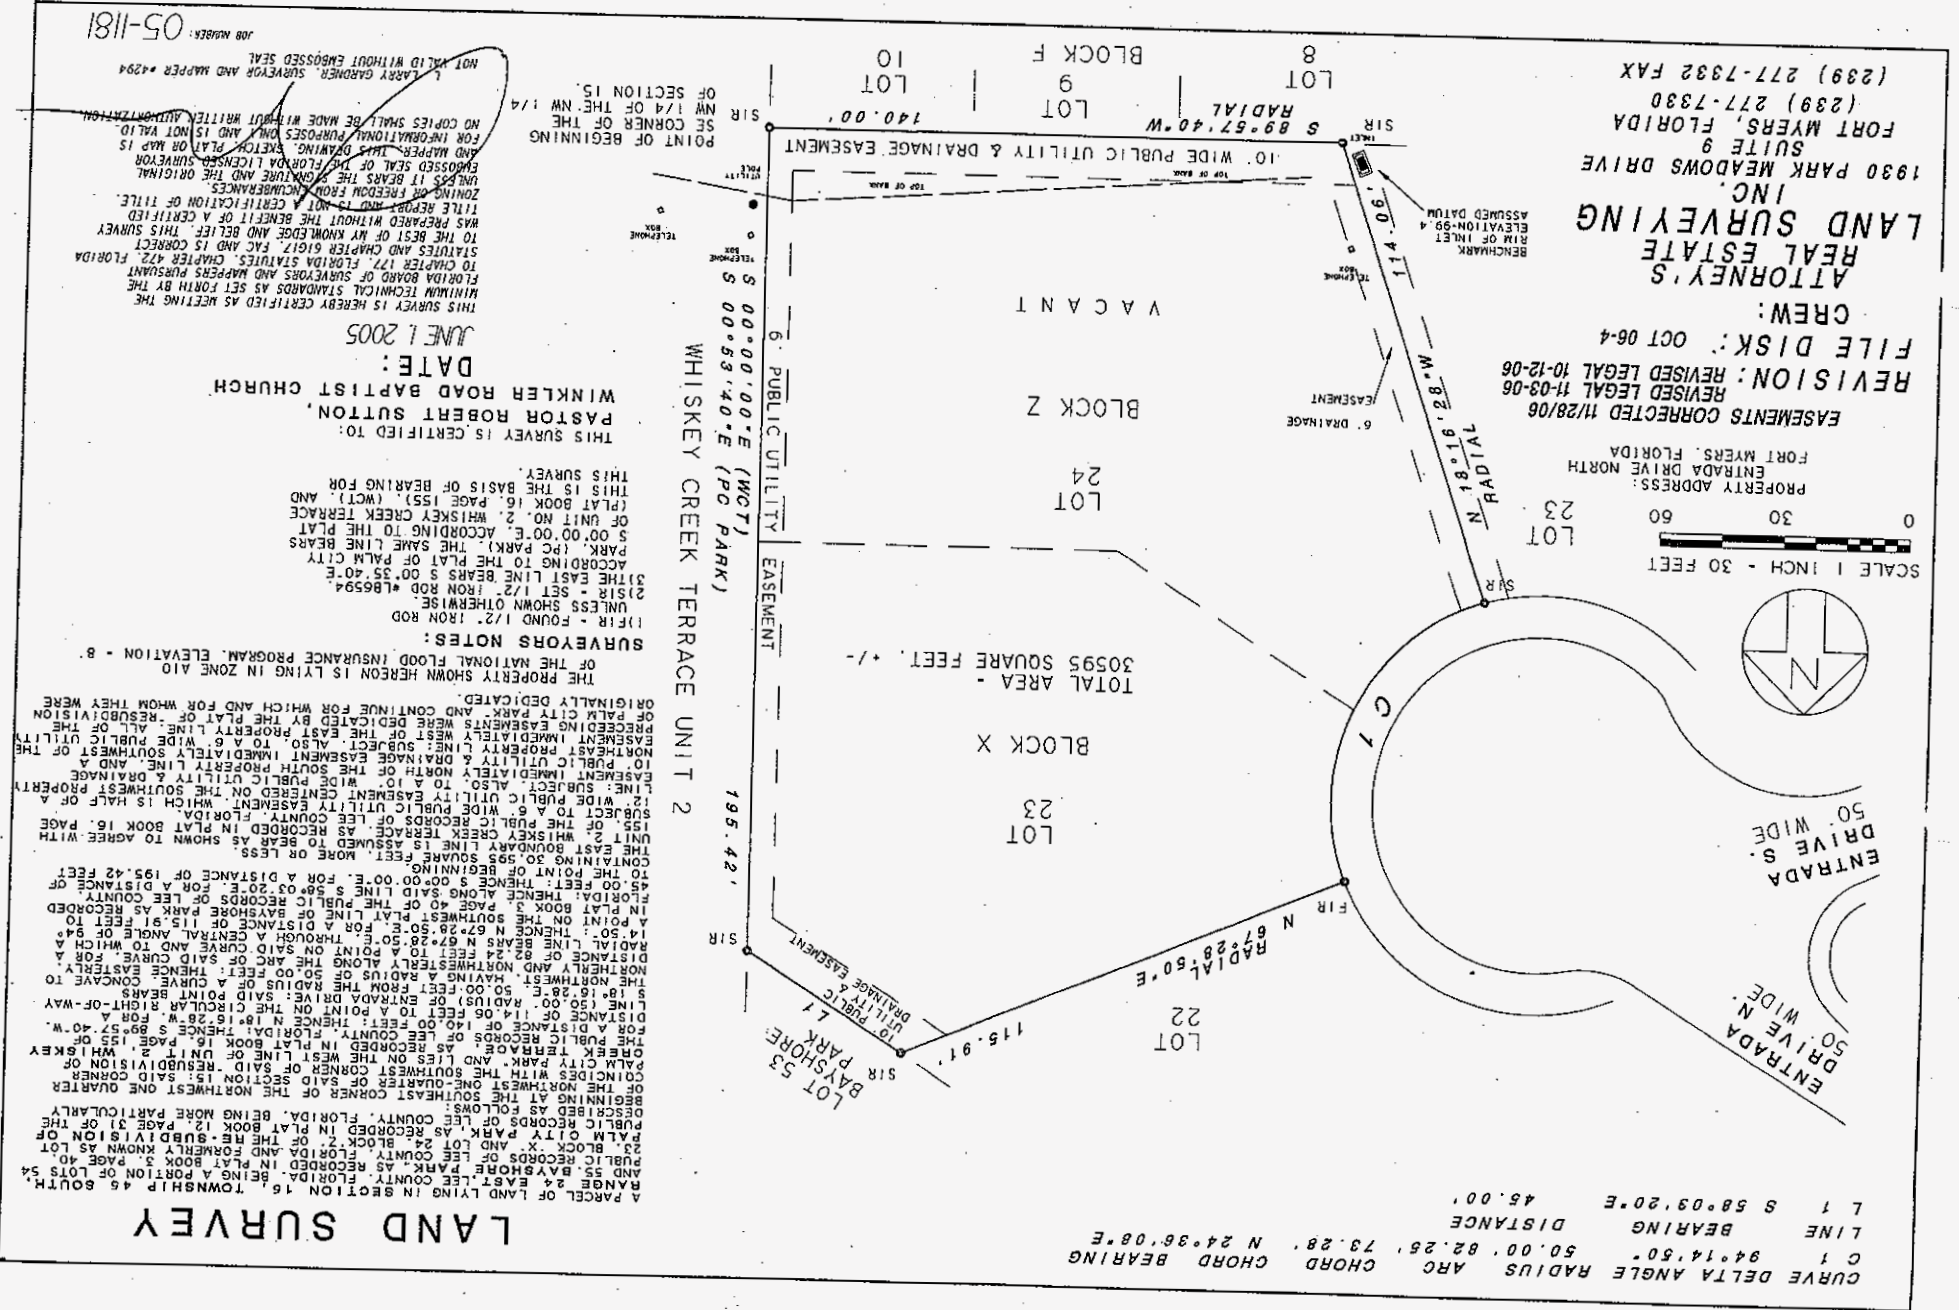 CURVE DELTA ANGLE RADIUS ARC CHORD CHORD BEARING
C 1 94°14'50" 50.00' 82.25' 73.28' N 24°36'08"E
LINE BEARING DISTANCE
L 1 S 58°03'20"E 45.00'
LAND SURVEY
A PARCEL OF LAND LYING IN SECTION 16, TOWNSHIP 45 SOUTH,
RANGE 24 EAST, LEE COUNTY, FLORIDA, BEING A PORTION OF LOTS 54
AND 55, BAYSHORE PARK, AS RECORDED IN PLAT BOOK 3, PAGE 40,
PUBLIC RECORDS OF LEE COUNTY, FLORIDA AND FORMERLY KNOWN AS LOT
23, BLOCK "X", AND LOT 24, BLOCK "Z", OF THE RE-SUBDIVISION OF
PALM CITY PARK, AS RECORDED IN PLAT BOOK 12, PAGE 31 OF THE
PUBLIC RECORDS OF LEE COUNTY, FLORIDA, BEING MORE PARTICULARLY
DESCRIBED AS FOLLOWS:
BEGINNING AT THE SOUTHEAST CORNER OF THE NORTHWEST ONE QUARTER
OF THE NORTHWEST ONE-QUARTER OF SAID SECTION 15; SAID CORNER
COINCIDES WITH THE SOUTHWEST CORNER OF SAID "RESUBDIVISION OF
PALM CITY PARK" AND LIES ON THE WEST LINE OF UNIT 2, WHISKEY
CREEK TERRACE, AS RECORDED IN PLAT BOOK 16, PAGE 155 OF
THE PUBLIC RECORDS OF LEE COUNTY, FLORIDA; THENCE S 89°57'40"W.
FOR A DISTANCE OF 140.00 FEET; THENCE N 18°16'28"W. FOR A
DISTANCE OF 114.06 FEET TO A POINT ON THE CIRCULAR RIGHT-OF-WAY
LINE (50.00' RADIUS) OF ENTRADA DRIVE; SAID POINT BEARS
S 18°16'28"E. 50.00 FEET FROM THE RADIUS OF A CURVE, CONCAVE TO
THE NORTHWEST, HAVING A RADIUS OF 50.00 FEET; THENCE EASTERLY,
NORTHERLY AND NORTHWESTERLY ALONG THE ARC OF SAID CURVE, FOR A
DISTANCE OF 82.24 FEET TO A POINT ON SAID CURVE AND TO WHICH A
RADIAL LINE BEARS N 67°28'50"E. THROUGH A CENTRAL ANGLE OF 94°
14'50"; THENCE N 67°28'50"E. FOR A DISTANCE OF 115.91 FEET TO
A POINT ON THE SOUTHWEST PLAT LINE OF BAYSHORE PARK AS RECORDED
IN PLAT BOOK 3, PAGE 40 OF THE PUBLIC RECORDS OF LEE COUNTY,
FLORIDA; THENCE ALONG SAID LINE S 58°03'20"E. FOR A DISTANCE OF
45.00 FEET; THENCE S 00°00'00"E. FOR A DISTANCE OF 195.42 FEET
TO THE POINT OF BEGINNING.
CONTAINING 30,595 SQUARE FEET, MORE OR LESS.
THE EAST BOUNDARY LINE IS ASSUMED TO BEAR AS SHOWN TO AGREE WITH
UNIT 2, WHISKEY CREEK TERRACE, AS RECORDED IN PLAT BOOK 16, PAGE
155, OF THE PUBLIC RECORDS OF LEE COUNTY, FLORIDA.
SUBJECT TO A 6' WIDE PUBLIC UTILITY EASEMENT, WHICH IS HALF OF A
12' WIDE PUBLIC UTILITY EASEMENT CENTERED ON THE SOUTHWEST PROPERTY
LINE; SUBJECT, ALSO, TO A 10' WIDE PUBLIC UTILITY & DRAINAGE
EASEMENT IMMEDIATELY NORTH OF THE SOUTH PROPERTY LINE, AND A
10' PUBLIC UTILITY & DRAINAGE EASEMENT IMMEDIATELY SOUTHWEST OF THE
NORTHEAST PROPERTY LINE; SUBJECT, ALSO, TO A 6' WIDE PUBLIC UTILITY
EASEMENT IMMEDIATELY WEST OF THE EAST PROPERTY LINE; ALL OF THE
PRECEEDING EASEMENTS WERE DEDICATED BY THE PLAT OF "RESUBDIVISION
OF PALM CITY PARK" AND CONTINUE FOR WHICH AND FOR WHOM THEY WERE
ORIGINALLY DEDICATED.
THE PROPERTY SHOWN HEREON IS LYING IN ZONE A10
OF THE NATIONAL FLOOD INSURANCE PROGRAM. ELEVATION - 8'.
SURVEYORS NOTES:
1)FIR - FOUND 1/2" IRON ROD
UNLESS SHOWN OTHERWISE.
2)SIR - SET 1/2" IRON ROD #LB6594.
3)THE EAST LINE BEARS S 00°35'40"E
ACCORDING TO THE PLAT OF PALM CITY
PARK, (PC PARK). THE SAME LINE BEARS
S 00°00'00"E. ACCORDING TO THE PLAT
OF UNIT NO. 2, WHISKEY CREEK TERRACE
(PLAT BOOK 16, PAGE 155), (WCT), AND
THIS IS THE BASIS OF BEARING FOR
THIS SURVEY.
THIS SURVEY IS CERTIFIED TO:
PASTOR ROBERT SUTTON,
WINKLER ROAD BAPTIST CHURCH
DATE:
JUNE 1, 2005
THIS SURVEY IS HEREBY CERTIFIED AS MEETING THE
MINIMUM TECHNICAL STANDARDS AS SET FORTH BY THE
FLORIDA BOARD OF SURVEYORS AND MAPPERS PURSUANT
TO CHAPTER 177, FLORIDA STATUTES, CHAPTER 472, FLORIDA
STATUTES AND CHAPTER 61G17, FAC AND IS CORRECT
TO THE BEST OF MY KNOWLEDGE AND BELIEF. THIS SURVEY
WAS PREPARED WITHOUT THE BENEFIT OF A CERTIFIED
TITLE REPORT AND IS NOT A CERTIFICATION OF TITLE,
ZONING OR FREEDOM FROM ENCUMBERANCES.
UNLESS IT BEARS THE SIGNATURE AND THE ORIGINAL
EMBOSSED SEAL OF THE FLORIDA LICENSED SURVEYOR
AND MAPPER, THIS DRAWING, SKETCH, PLAT OR MAP IS
FOR INFORMATIONAL PURPOSES ONLY AND IS NOT VALID.
NO COPIES SHALL BE MADE WITHOUT WRITTEN AUTHORIZATION.
L. LARRY GARDNER, SURVEYOR AND MAPPER #4294
NOT VALID WITHOUT EMBOSSED SEAL
JOB NUMBER: 05-1181
ENTRADA
DRIVE N.
50' WIDE
ENTRADA
DRIVE S.
50' WIDE
LOT
22
LOT 53
BAYSHORE
PARK
SIR
115.91'
L 1
10' PUBLIC
UTILITY &
DRAINAGE EASEMENT
N 67°28'50"E
RADIAL
FIR
SIR
C 1
LOT
23
BLOCK X
TOTAL AREA -
30595 SQUARE FEET, +/-
195.42'
WHISKEY CREEK TERRACE UNIT 2
S 00°00'00"E (WCT)
S 00°53'40"E (PC PARK)
6' PUBLIC UTILITY EASEMENT
N
SCALE 1 INCH - 30 FEET
0 30 60
SIR
LOT
23
N 18°16'28"W
RADIAL
114.06'
LOT
24
BLOCK Z
6' DRAINAGE
EASEMENT
VACANT
PROPERTY ADDRESS:
ENTRADA DRIVE NORTH
FORT MYERS, FLORIDA
EASEMENTS CORRECTED 11/28/06
REVISED LEGAL 11-03-06
REVISION: REVISED LEGAL 10-12-06
FILE DISK: OCT 06-4
CREW:
ATTORNEY'S
REAL ESTATE
LAND SURVEYING
INC.
1930 PARK MEADOWS DRIVE
SUITE 9
FORT MYERS, FLORIDA
(239) 277-7330
(239) 277-7332 FAX
BENCHMARK
RIM OF INLET
ELEVATION-99.4
ASSUMED DATUM
TELEPHONE
BOX
TELEPHONE
BOX
TELEPHONE
BOX
UTILITY
POLE
TOP OF BANK
TOP OF BANK
10' WIDE PUBLIC UTILITY & DRAINAGE EASEMENT
INLET
SIR
S 89°57'40"W
RADIAL
140.00'
SIR
POINT OF BEGINNING
SE CORNER OF THE
NW 1/4 OF THE NW 1/4
OF SECTION 15.
LOT
8
LOT
9
LOT
10
BLOCK F